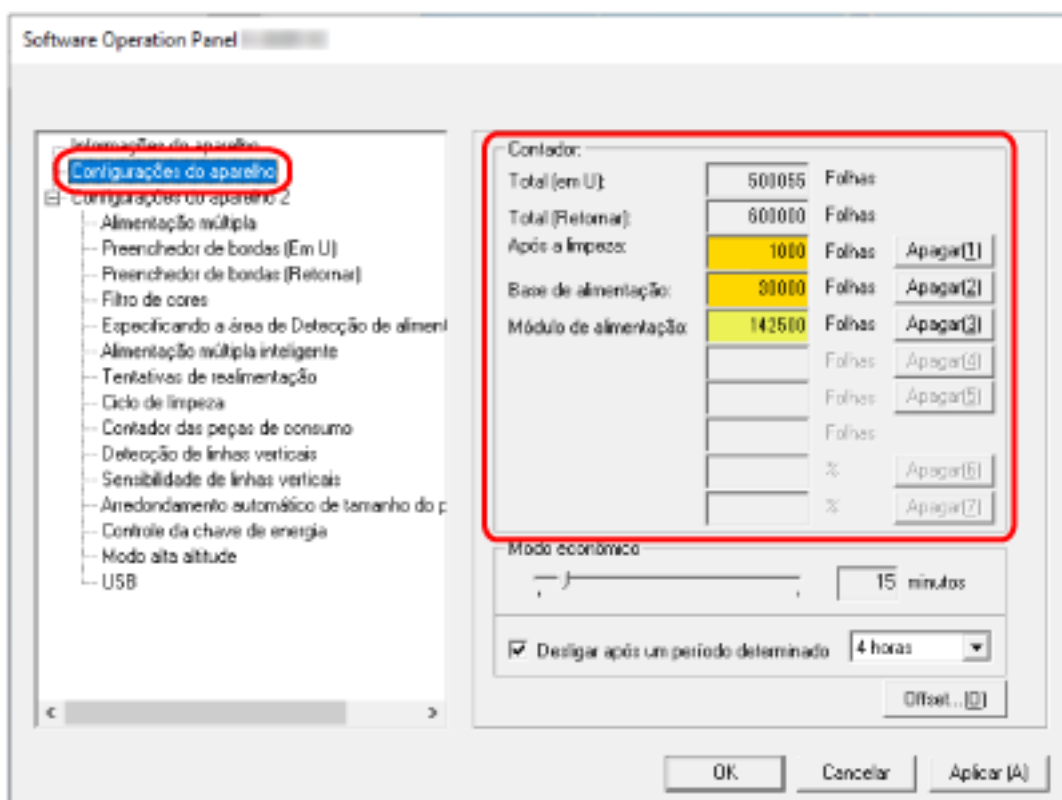 Software Operation Panel
Informações do aparelho
Configurações do aparelho
Configurações do aparelho 2
Alimentação múltipla
Preenchedor de bordas (Em U)
Preenchedor de bordas (Retornar)
Filtro de cores
Especificando a área de Detecção de aliment
Alimentação múltipla inteligente
Tentativas de realimentação
Ciclo de limpeza
Contador das peças de consumo
Detecção de linhas verticais
Sensibilidade de linhas verticais
Arredondamento automático de tamanho do p
Controle da chave de energia
Modo alta altitude
USB
Contador:
Total (em U): 500055 Folhas
Total (Retornar): 600000 Folhas
Após a limpeza: 1000 Folhas Apagar(1)
Base de alimentação: 30000 Folhas Apagar(2)
Módulo de alimentação: 142500 Folhas Apagar(3)
Folhas Apagar(4)
Folhas Apagar(5)
Folhas
% Apagar(6)
% Apagar(7)
Modo econômico
15 minutos
Desligar após um período determinado 4 horas
Offset...(O)
OK Cancelar Aplicar (A)